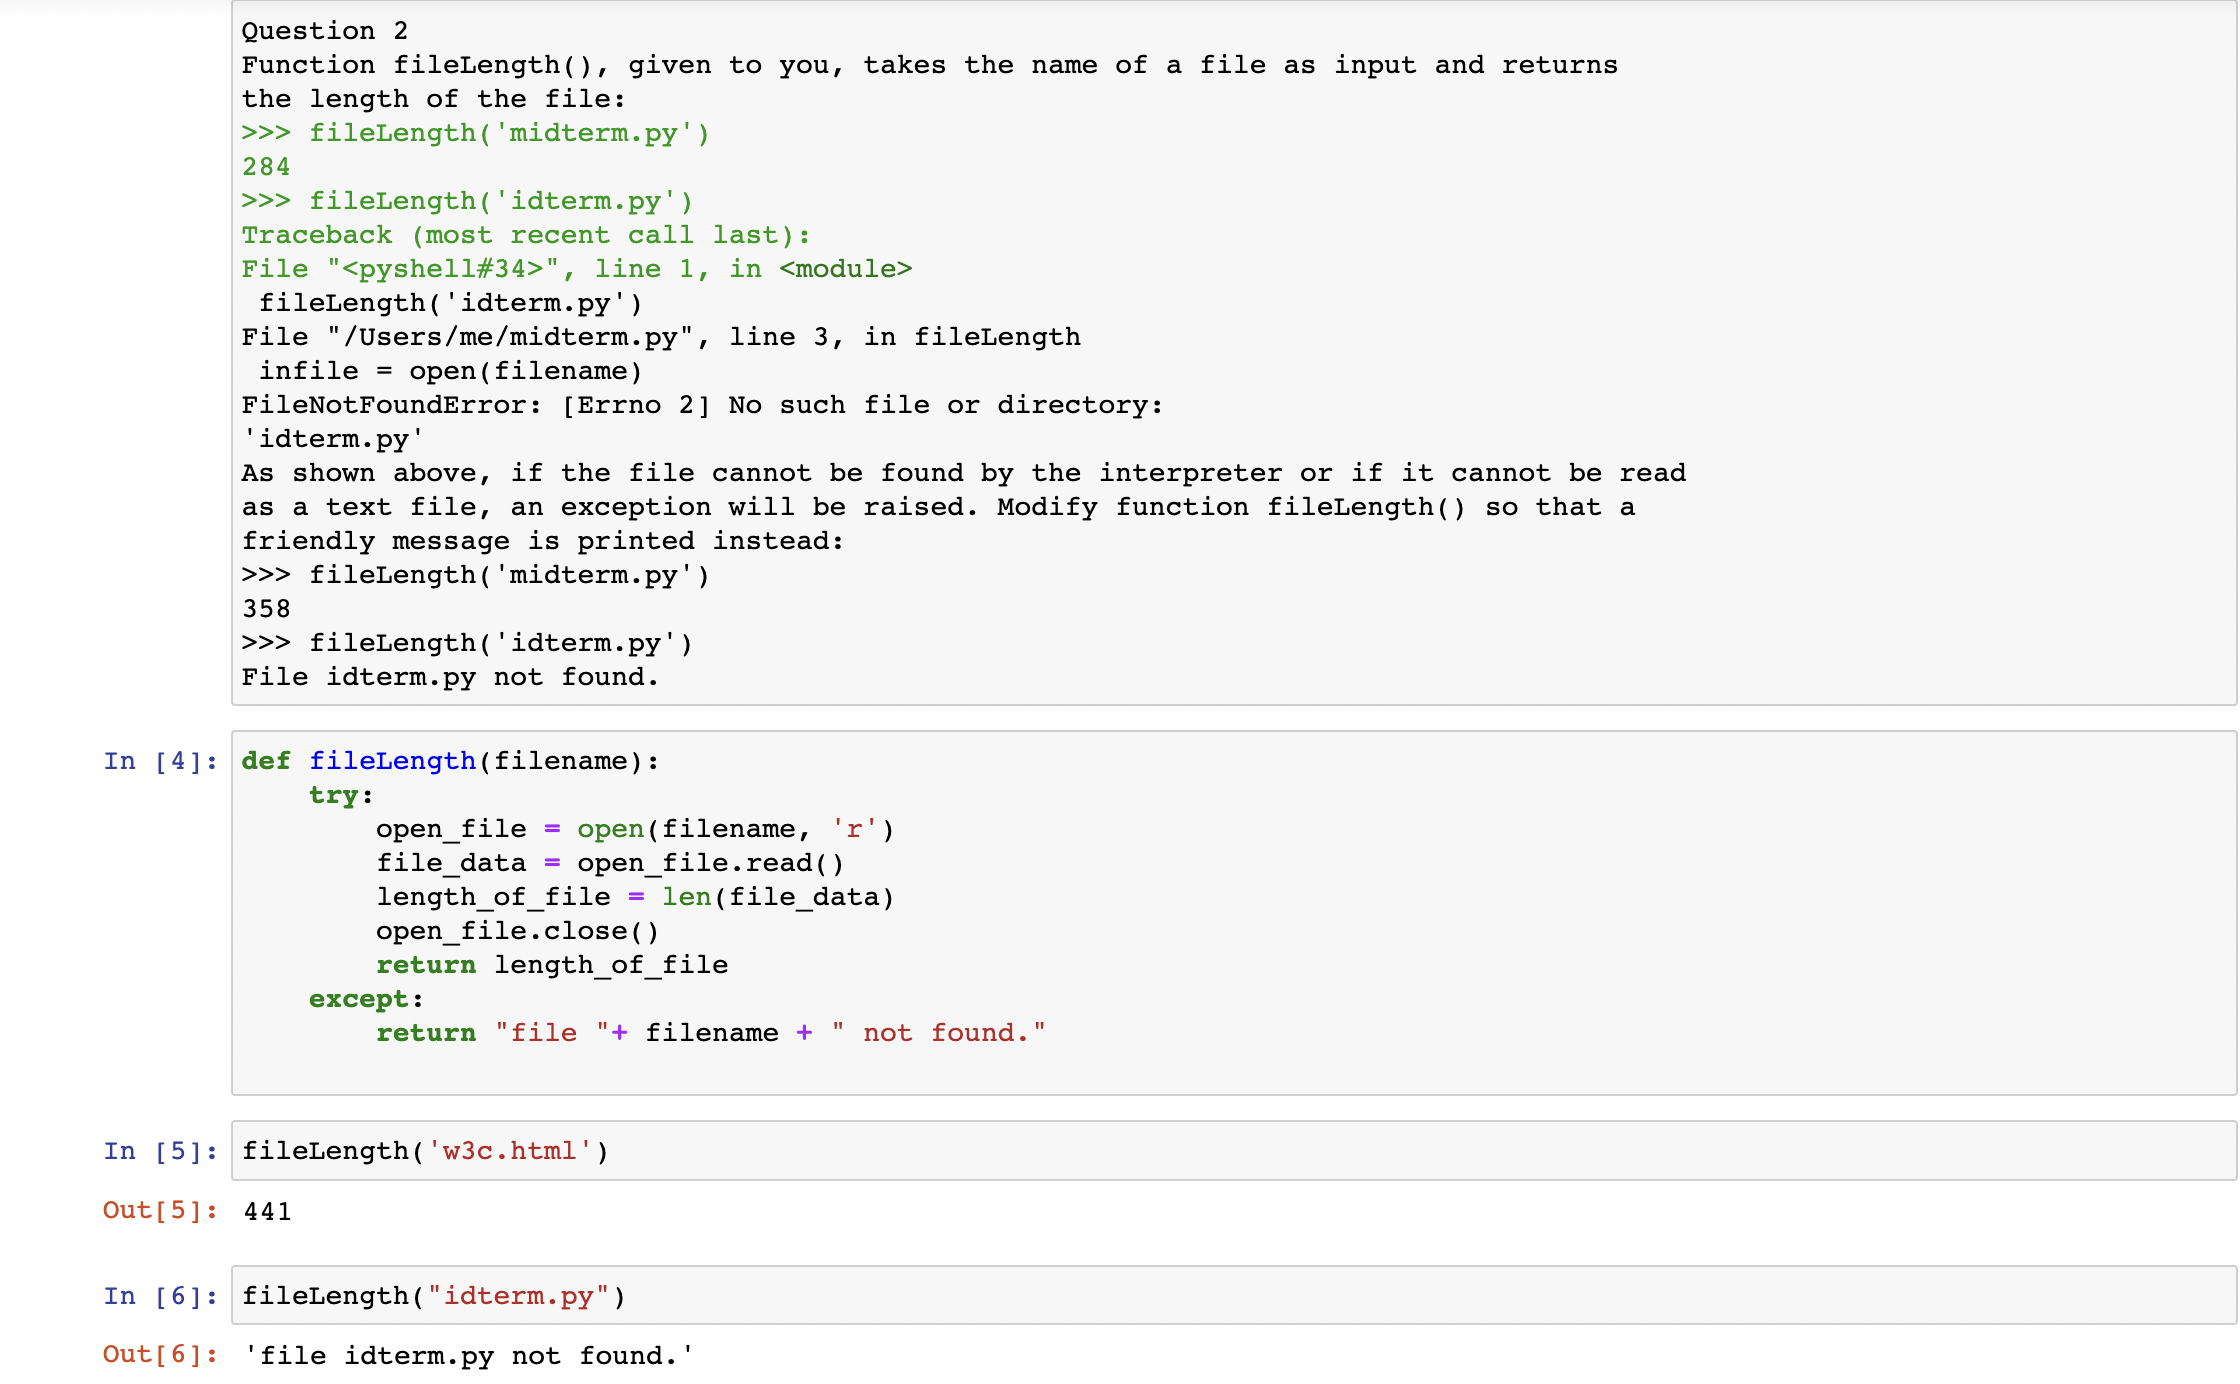 Question 2
Function fileLength(), given to you, takes the name of a file as input and returns
the length of the file:
>>> fileLength('midterm.py')
284
>>> fileLength('idterm.py')
Traceback (most recent call last):
File "<pyshell#34>", line 1, in <module>
 fileLength('idterm.py')
File "/Users/me/midterm.py", line 3, in fileLength
 infile = open(filename)
FileNotFoundError: [Errno 2] No such file or directory:
'idterm.py'
As shown above, if the file cannot be found by the interpreter or if it cannot be read
as a text file, an exception will be raised. Modify function fileLength() so that a
friendly message is printed instead:
>>> fileLength('midterm.py')
358
>>> fileLength('idterm.py')
File idterm.py not found.
In [4]: def fileLength(filename):
    try:
        open_file = open(filename, 'r')
        file_data = open_file.read()
        length_of_file = len(file_data)
        open_file.close()
        return length_of_file
    except:
        return "file "+ filename + " not found."
In [5]: fileLength('w3c.html')
Out[5]: 441
In [6]: fileLength("idterm.py")
Out[6]: 'file idterm.py not found.'